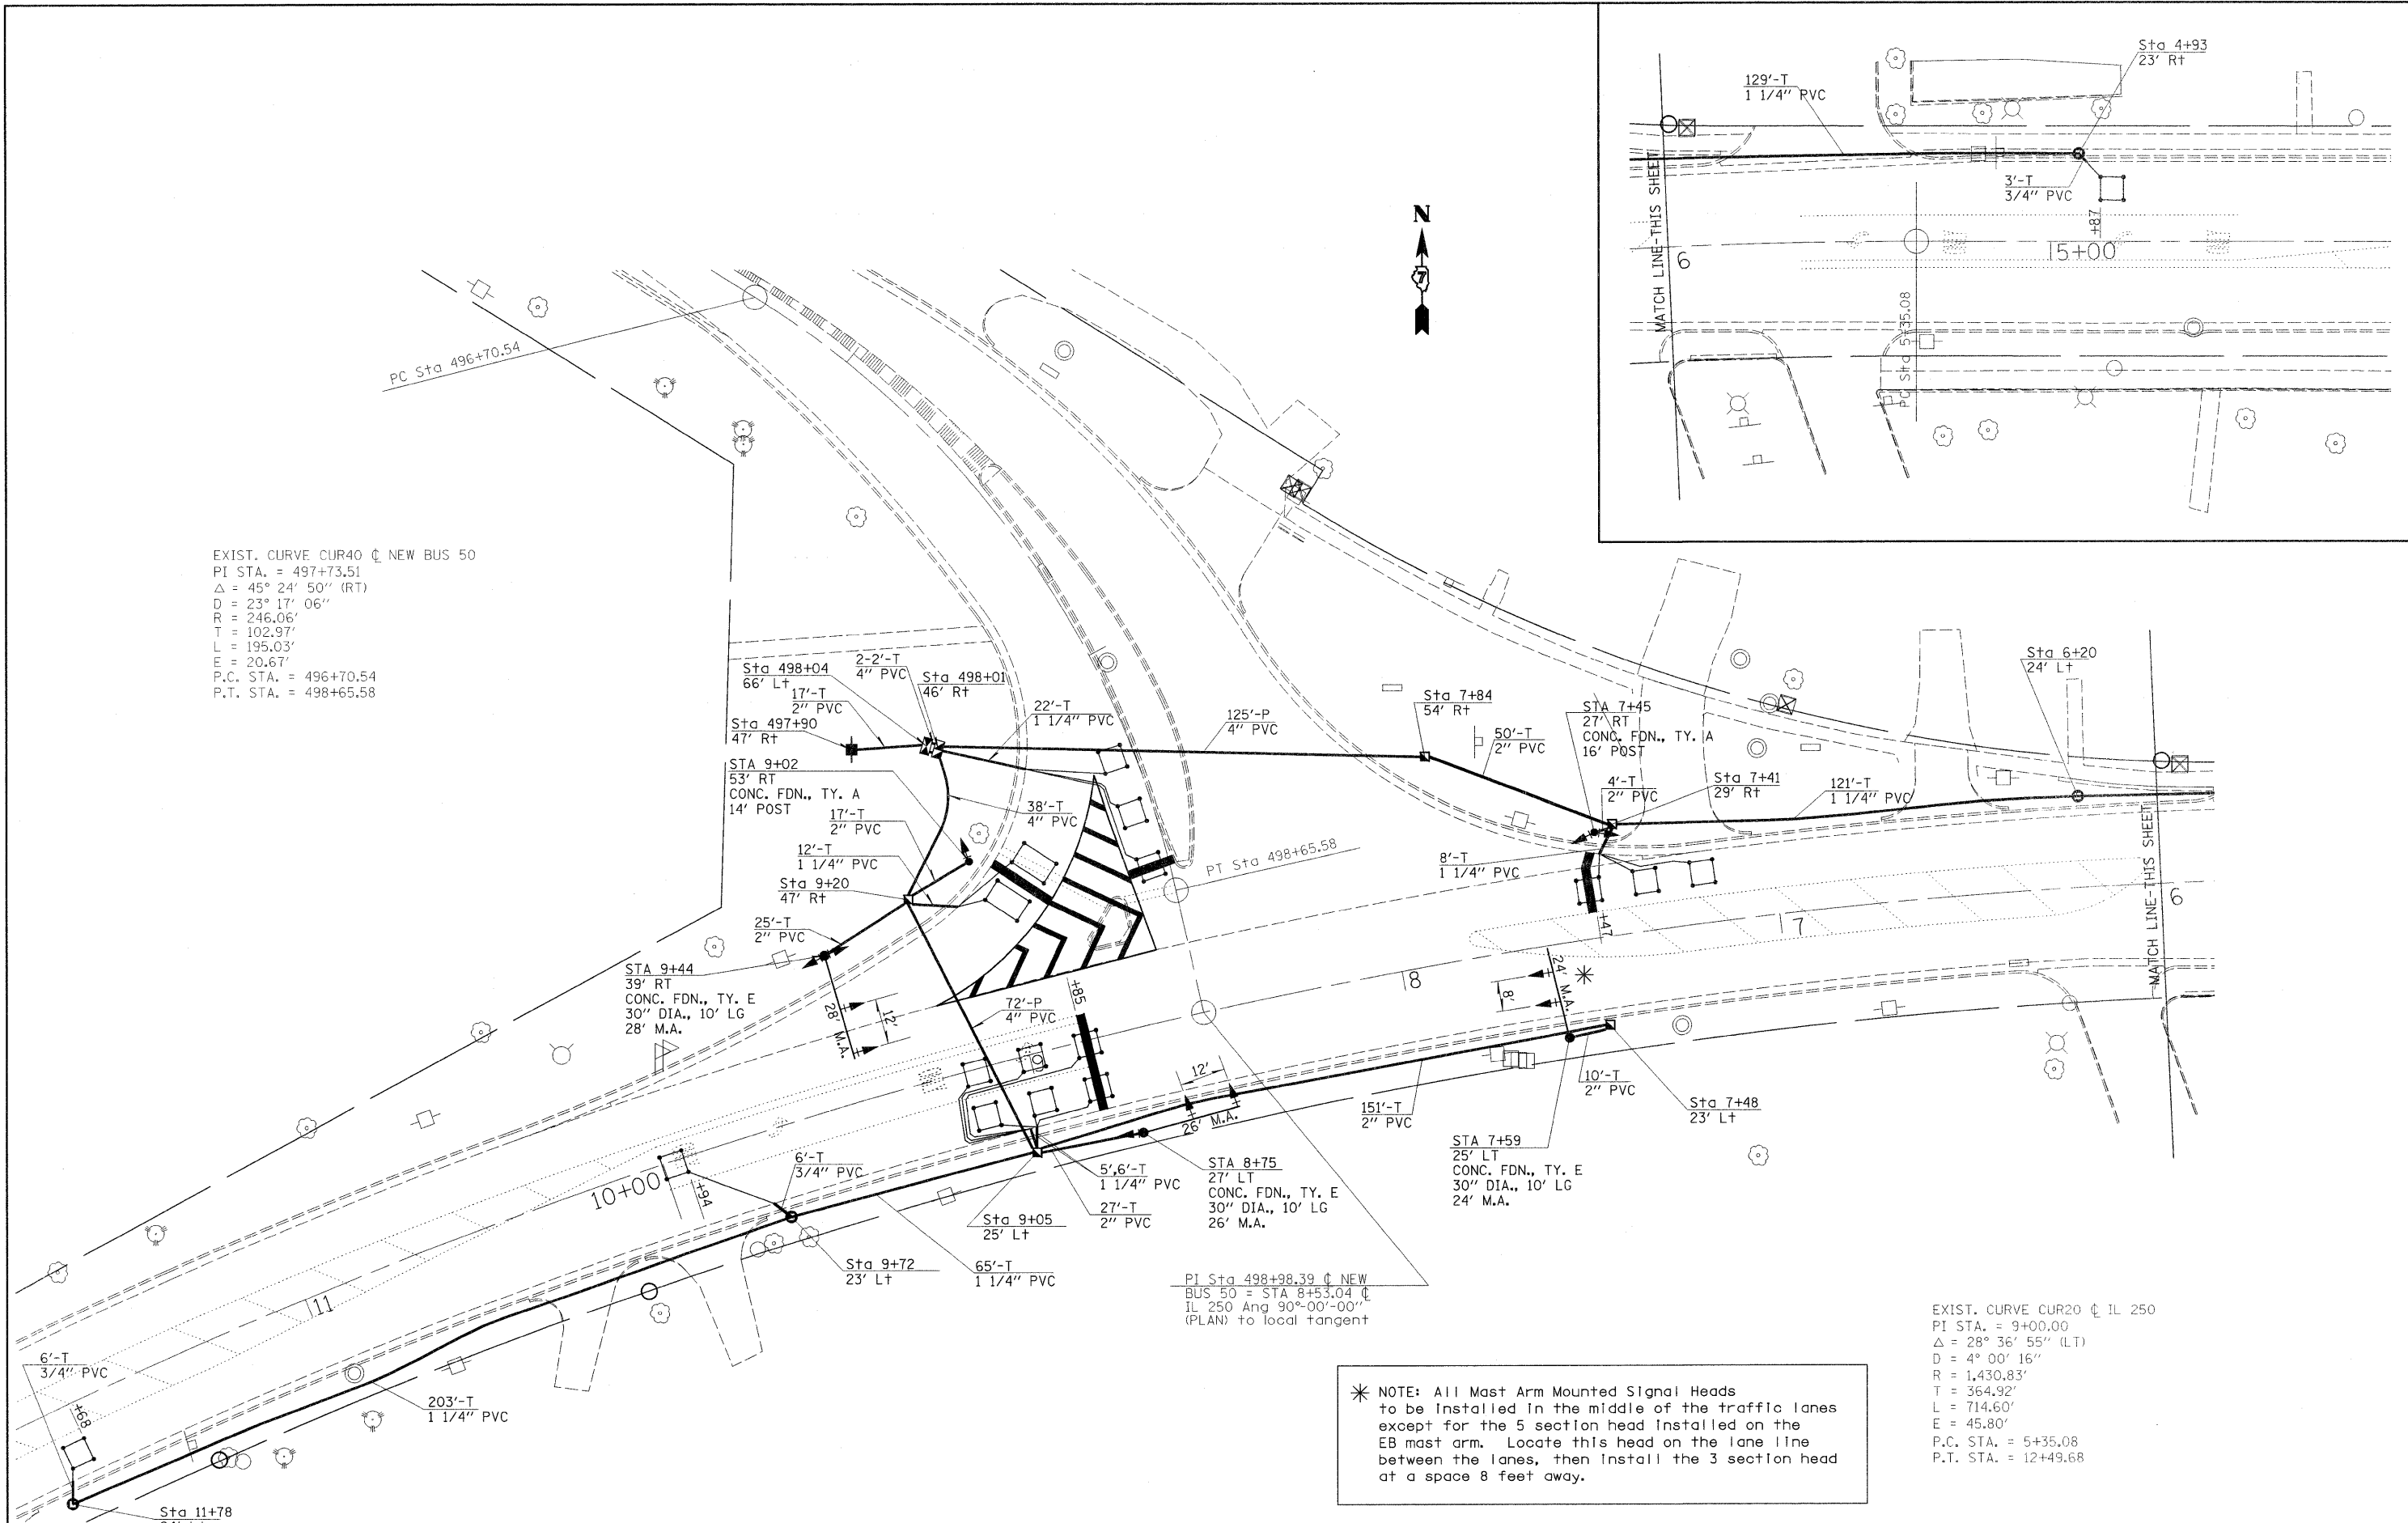 Sta 4+93
23' Rt
129'-T
1 1/4" PVC
3'-T
3/4" PVC
+87
15+00
6
MATCH LINE-THIS SHEET
PC Sta 5+35.08
N
7
PC Sta 496+70.54
EXIST. CURVE CUR40 ℄ NEW BUS 50
PI STA. = 497+73.51
Δ = 45° 24' 50" (RT)
D = 23° 17' 06"
R = 246.06'
T = 102.97'
L = 195.03'
E = 20.67'
P.C. STA. = 496+70.54
P.T. STA. = 498+65.58
Sta 498+04
66' Lt
2-2'-T
4" PVC
Sta 498+01
46' Rt
17'-T
2" PVC
Sta 497+90
47' Rt
22'-T
1 1/4" PVC
125'-P
4" PVC
Sta 7+84
54' Rt
50'-T
2" PVC
STA 7+45
27' RT
CONC. FDN., TY. A
16' POST
4'-T
2" PVC
Sta 7+41
29' Rt
121'-T
1 1/4" PVC
Sta 6+20
24' Lt
STA 9+02
53' RT
CONC. FDN., TY. A
14' POST
38'-T
4" PVC
17'-T
2" PVC
12'-T
1 1/4" PVC
Sta 9+20
47' Rt
PT Sta 498+65.58
8'-T
1 1/4" PVC
+47
MATCH LINE-THIS SHEET
6
7
8
25'-T
2" PVC
STA 9+44
39' RT
CONC. FDN., TY. E
30" DIA., 10' LG
28' M.A.
28' M.A.
12'
72'-P
4" PVC
+85
24' M.A.
8'
12'
26' M.A.
151'-T
2" PVC
10'-T
2" PVC
Sta 7+48
23' Lt
STA 7+59
25' LT
CONC. FDN., TY. E
30" DIA., 10' LG
24' M.A.
10+00
+94
6'-T
3/4" PVC
5',6'-T
1 1/4" PVC
27'-T
2" PVC
STA 8+75
27' LT
CONC. FDN., TY. E
30" DIA., 10' LG
26' M.A.
Sta 9+05
25' Lt
Sta 9+72
23' Lt
65'-T
1 1/4" PVC
PI Sta 498+98.39 ℄ NEW
BUS 50 = STA 8+53.04 ℄
IL 250 Ang 90°-00'-00"
(PLAN) to local tangent
11
6'-T
3/4" PVC
+68
203'-T
1 1/4" PVC
Sta 11+78
NOTE: All Mast Arm Mounted Signal Heads
to be installed in the middle of the traffic lanes
except for the 5 section head installed on the
EB mast arm. Locate this head on the lane line
between the lanes, then install the 3 section head
at a space 8 feet away.
EXIST. CURVE CUR20 ℄ IL 250
PI STA. = 9+00.00
Δ = 28° 36' 55" (LT)
D = 4° 00' 16"
R = 1,430.83'
T = 364.92'
L = 714.60'
E = 45.80'
P.C. STA. = 5+35.08
P.T. STA. = 12+49.68